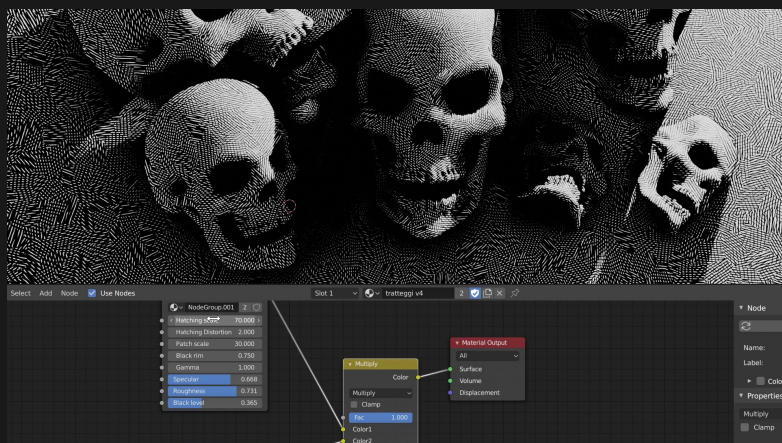 Select Add Node Use Nodes Slot 1 tratteggi v4 2
NodeGroup.001 2
Hatching 70.000
Hatching Distortion 2.000
Patch scale 30.000
Black rim 0.750
Gamma 1.000
Specular 0.668
Roughness 0.731
Black level 0.365
Multiply
Color
Multiply
Clamp
Fac 1.000
Color1
Color2
Material Output
All
Surface
Volume
Displacement
Node
Name:
Label:
Properties
Multiply
Clamp